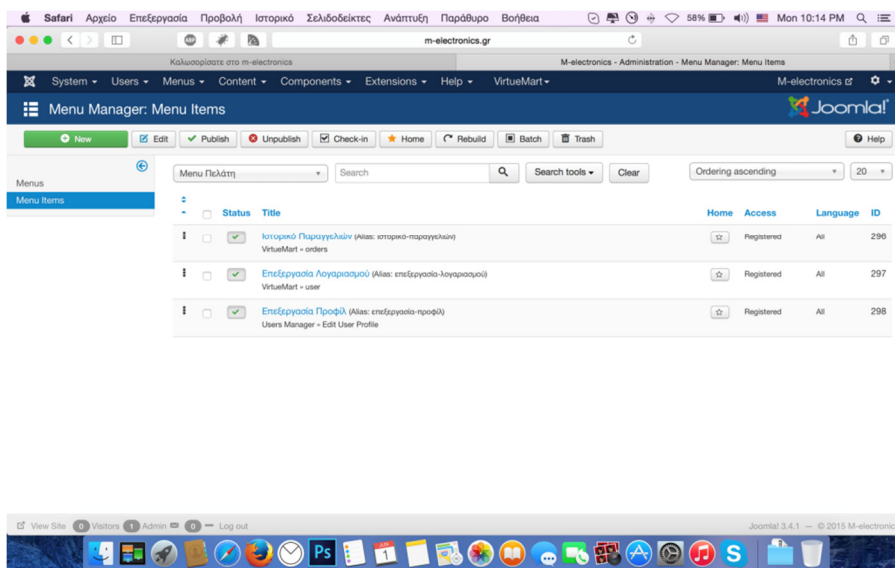 Safari Αρχείο Επεξεργασία Προβολή Ιστορικό Σελιδοδείκτες Ανάπτυξη Παράθυρο Βοήθεια 58% Mon 10:14 PM
ABP m-electronics.gr
Καλωσορίσατε στο m-electronics M-electronics - Administration - Menu Manager: Menu Items
System Users Menus Content Components Extensions Help VirtueMart M-electronics
Menu Manager: Menu Items Joomla!
New Edit Publish Unpublish Check-in Home Rebuild Batch Trash Help
Menu Πελάτη Search Search tools Clear Ordering ascending 20
Menus
Menu Items
Status Title Home Access Language ID
Ιστορικό Παραγγελιών (Alias: ιστορικό-παραγγελιών) Registered All 296
VirtueMart » orders
Επεξεργασία Λογαριασμού (Alias: επεξεργασία-λογαριασμού) Registered All 297
VirtueMart » user
Επεξεργασία Προφίλ (Alias: επεξεργασία-προφίλ) Registered All 298
Users Manager » Edit User Profile
View Site 0 Visitors 1 Admin 0 Log out Joomla! 3.4.1 — © 2015 M-electronic
Ps 1 S